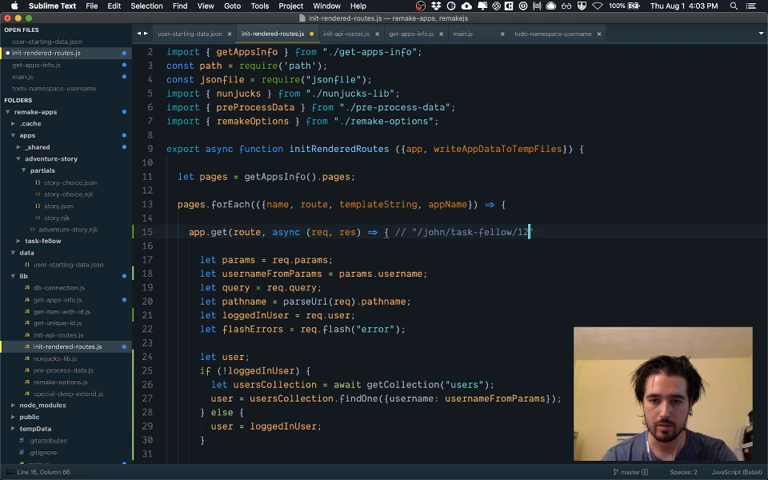 Sublime Text File Edit Selection Find View Goto Tools Project Window Help 100% Thu Aug 1 4:03 PM
init-rendered-routes.js — remake-apps, remakejs
OPEN FILES
user-starting-data.json
init-rendered-routes.js
get-apps-info.js
main.js
todo-namespace-username
FOLDERS
remake-apps
.cache
apps
_shared
adventure-story
partials
story-choice.json
story-choice.njk
story.json
story.njk
adventure-story.njk
task-fellow
data
user-starting-data.json
lib
db-connection.js
get-apps-info.js
get-item-with-id.js
get-unique-id.js
init-api-routes.js
init-rendered-routes.js
nunjucks-lib.js
pre-process-data.js
remake-options.js
special-deep-extend.js
node_modules
public
tempData
.gitattributes
.gitignore
user-starting-data.json × init-rendered-routes.js init-api-routes.js × get-apps-info.js × main.js × todo-namespace-username ×
2 import { getAppsInfo } from "./get-apps-info";
3 const path = require('path');
4 const jsonfile = require("jsonfile");
5 import { nunjucks } from "./nunjucks-lib";
6 import { preProcessData } from "./pre-process-data";
7 import { remakeOptions } from "./remake-options";
8
9 export async function initRenderedRoutes ({app, writeAppDataToTempFiles}) {
10
11 let pages = getAppsInfo().pages;
12
13 pages.forEach(({name, route, templateString, appName}) => {
14
15 app.get(route, async (req, res) => { // "/john/task-fellow/12"
16
17 let params = req.params;
18 let usernameFromParams = params.username;
19 let query = req.query;
20 let pathname = parseUrl(req).pathname;
21 let loggedInUser = req.user;
22 let flashErrors = req.flash("error");
23
24 let user;
25 if (!loggedInUser) {
26 let usersCollection = await getCollection("users");
27 user = usersCollection.findOne({username: usernameFromParams});
28 } else {
29 user = loggedInUser;
30 }
31
Line 15, Column 66 master Spaces: 2 JavaScript (Babel)